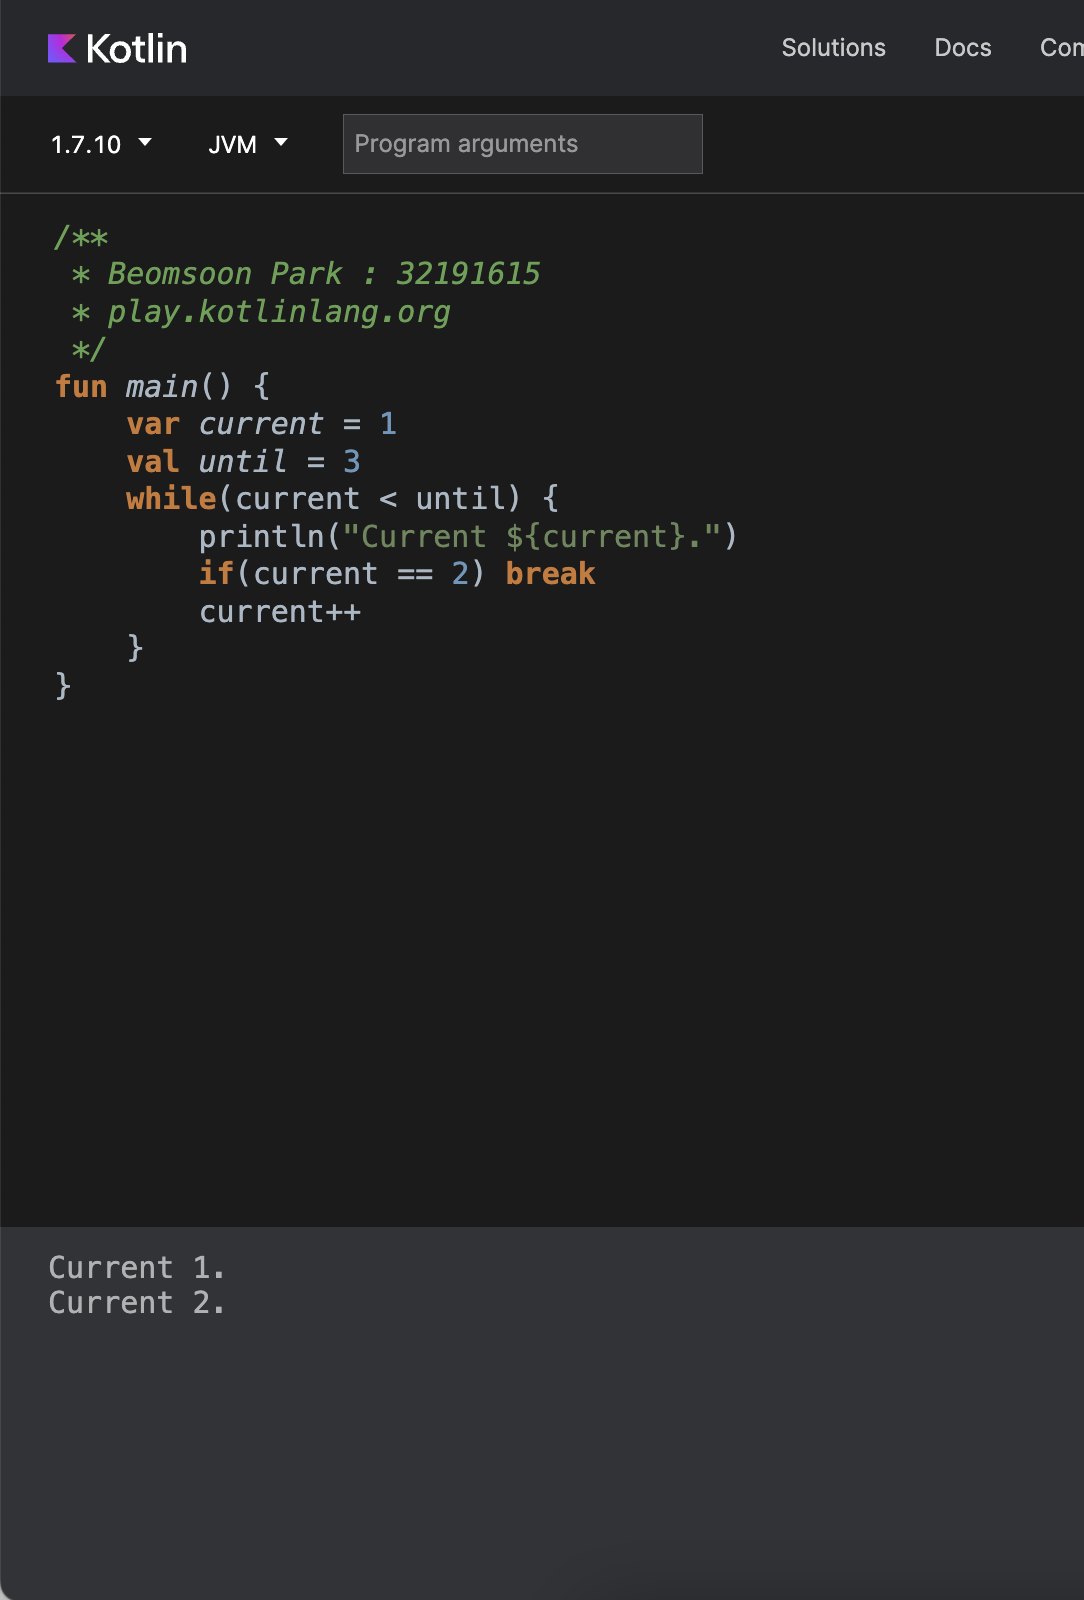 Kotlin Solutions Docs
1.7.10 JVM Program arguments
/**
 * Beomsoon Park : 32191615
 * play.kotlinlang.org
 */
fun main() {
    var current = 1
    val until = 3
    while(current < until) {
        println("Current ${current}.")
        if(current == 2) break
        current++
    }
}
Current 1.
Current 2.